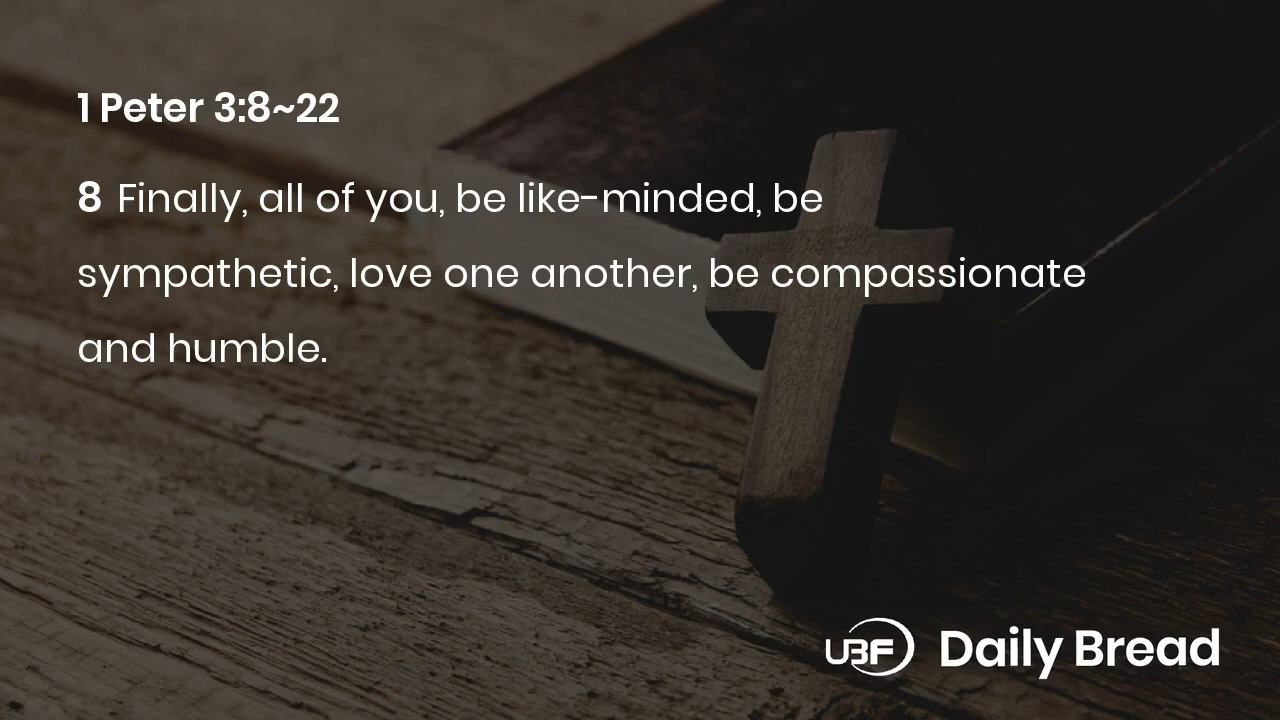 1 Peter 3:8~22
8 Finally, all of you, be like-minded, be
sympathetic, love one another, be compassionate
and humble.
UBF Daily Bread